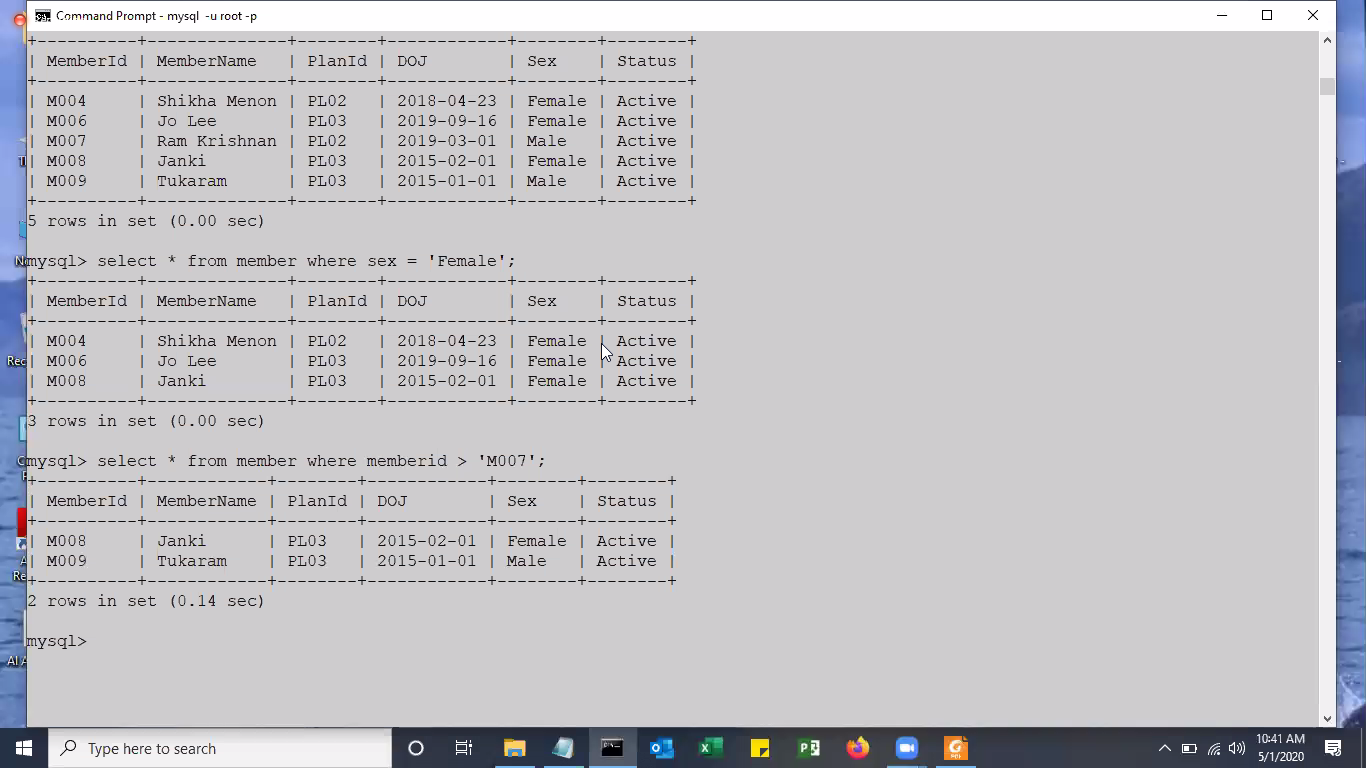 Command Prompt - mysql -u root -p
+----------+--------------+--------+------------+--------+--------+
| MemberId | MemberName   | PlanId | DOJ        | Sex    | Status |
+----------+--------------+--------+------------+--------+--------+
| M004     | Shikha Menon | PL02   | 2018-04-23 | Female | Active |
| M006     | Jo Lee       | PL03   | 2019-09-16 | Female | Active |
| M007     | Ram Krishnan | PL02   | 2019-03-01 | Male   | Active |
| M008     | Janki        | PL03   | 2015-02-01 | Female | Active |
| M009     | Tukaram      | PL03   | 2015-01-01 | Male   | Active |
+----------+--------------+--------+------------+--------+--------+
5 rows in set (0.00 sec)
mysql> select * from member where sex = 'Female';
+----------+--------------+--------+------------+--------+--------+
| MemberId | MemberName   | PlanId | DOJ        | Sex    | Status |
+----------+--------------+--------+------------+--------+--------+
| M004     | Shikha Menon | PL02   | 2018-04-23 | Female | Active |
| M006     | Jo Lee       | PL03   | 2019-09-16 | Female | Active |
| M008     | Janki        | PL03   | 2015-02-01 | Female | Active |
+----------+--------------+--------+------------+--------+--------+
3 rows in set (0.00 sec)
mysql> select * from member where memberid > 'M007';
+----------+------------+--------+------------+--------+--------+
| MemberId | MemberName | PlanId | DOJ        | Sex    | Status |
+----------+------------+--------+------------+--------+--------+
| M008     | Janki      | PL03   | 2015-02-01 | Female | Active |
| M009     | Tukaram    | PL03   | 2015-01-01 | Male   | Active |
+----------+------------+--------+------------+--------+--------+
2 rows in set (0.14 sec)
mysql>
Type here to search
10:41 AM
5/1/2020